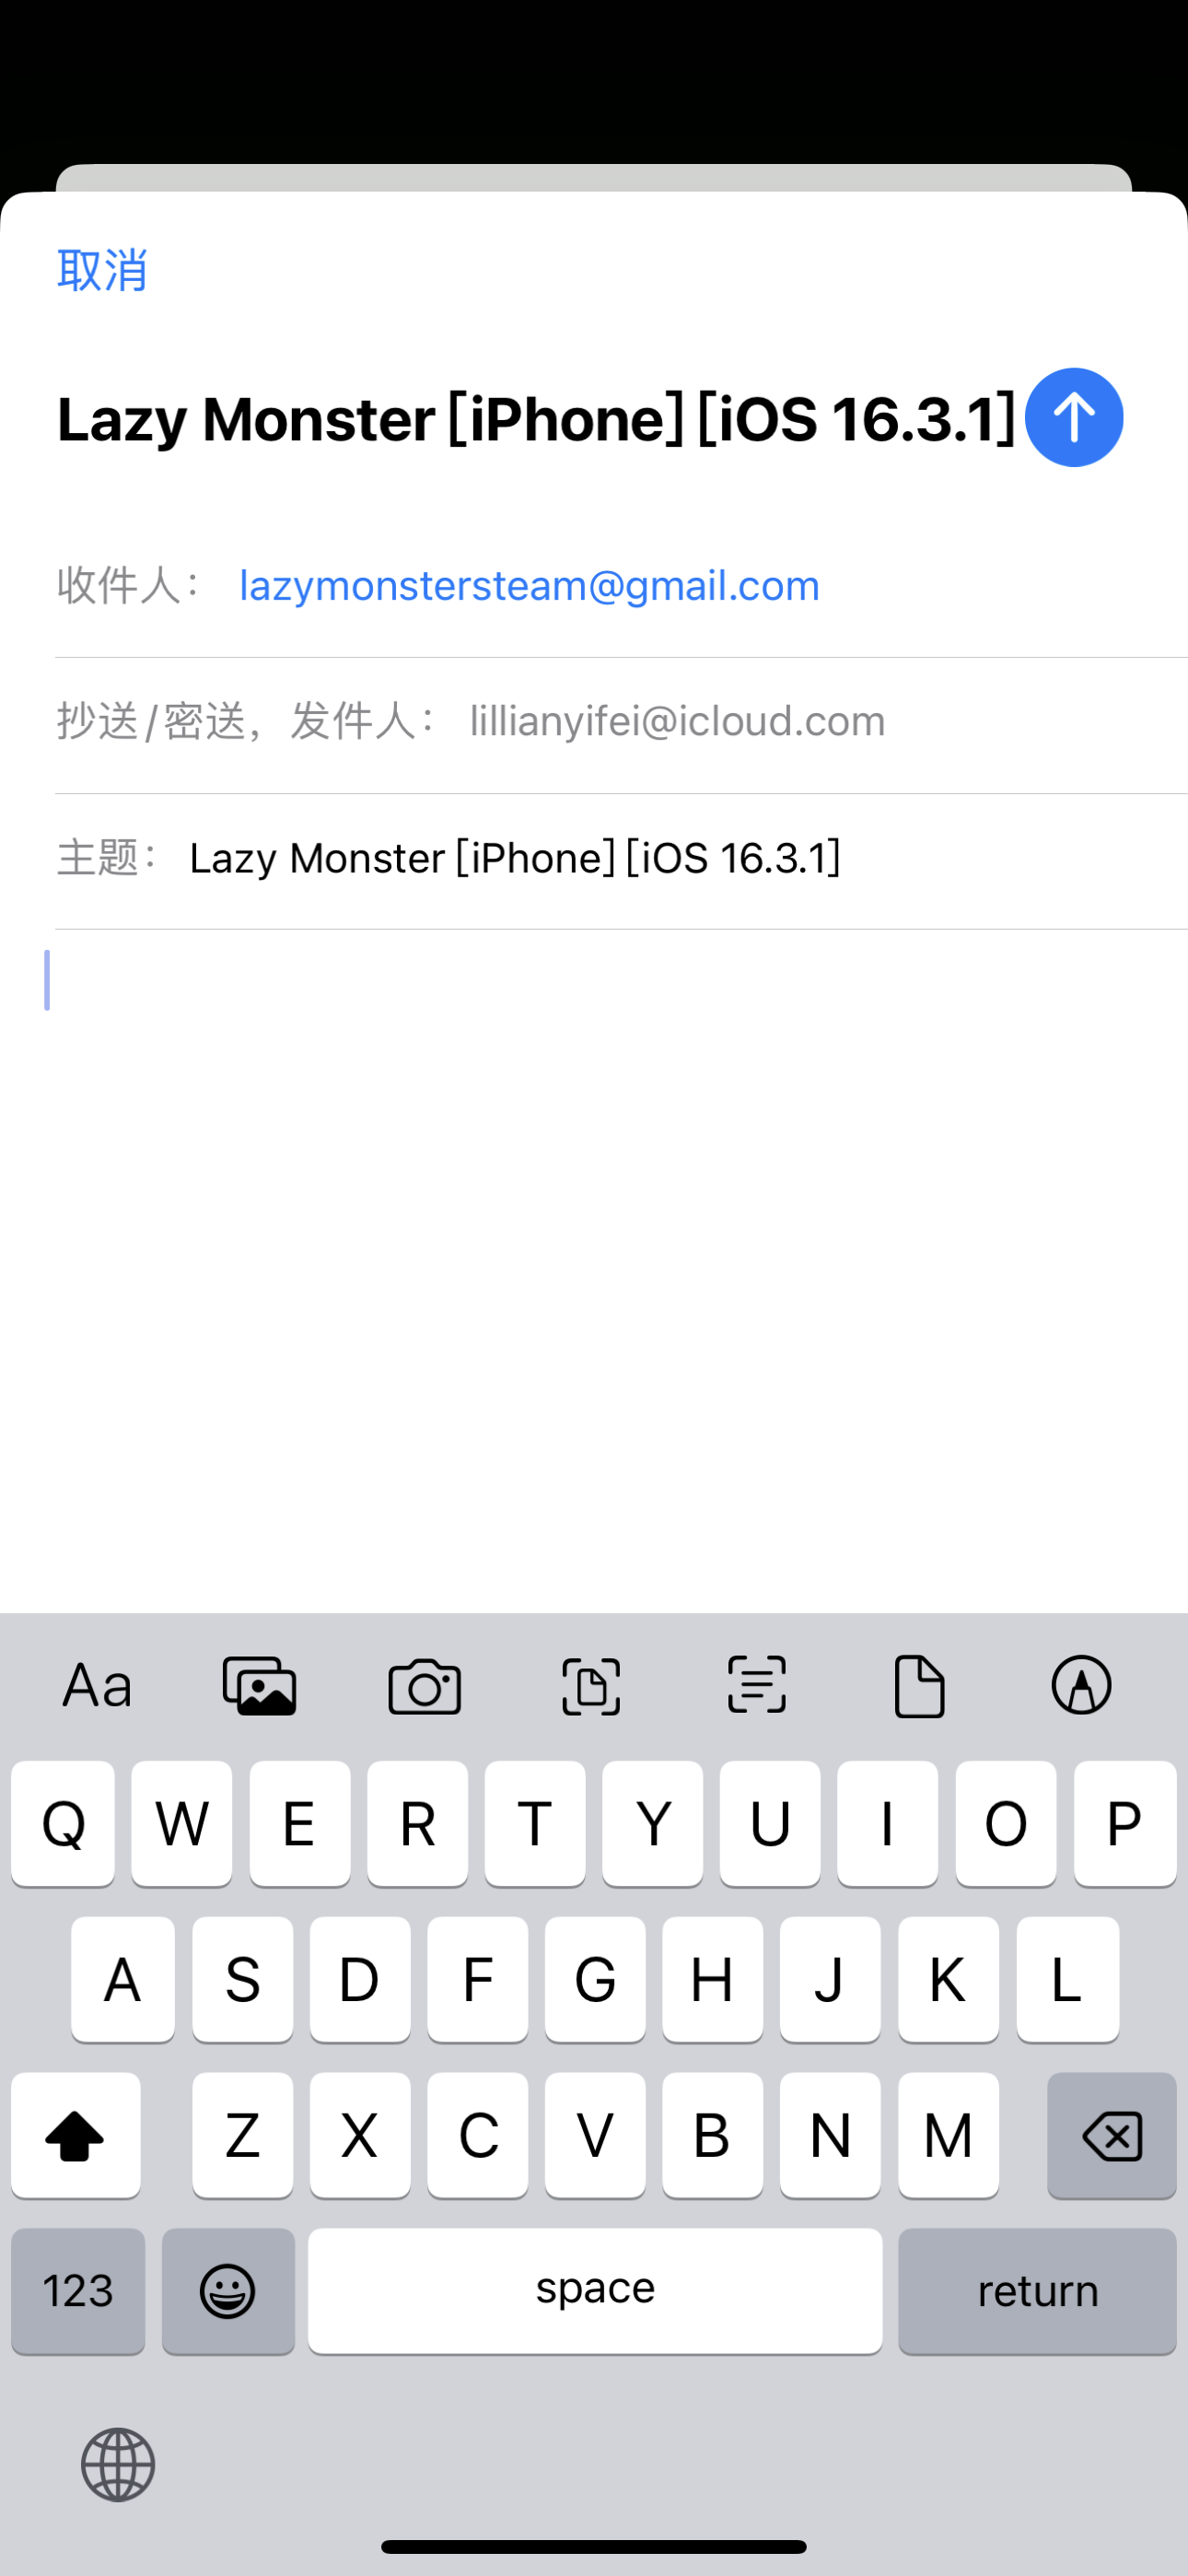 取消
Lazy Monster [iPhone] [iOS 16.3.1]
收件人： lazymonstersteam@gmail.com
抄送/密送，发件人： lillianyifei@icloud.com
主题： Lazy Monster [iPhone] [iOS 16.3.1]
Aa
Q W E R T Y U I O P
A S D F G H J K L
Z X C V B N M
123 space return